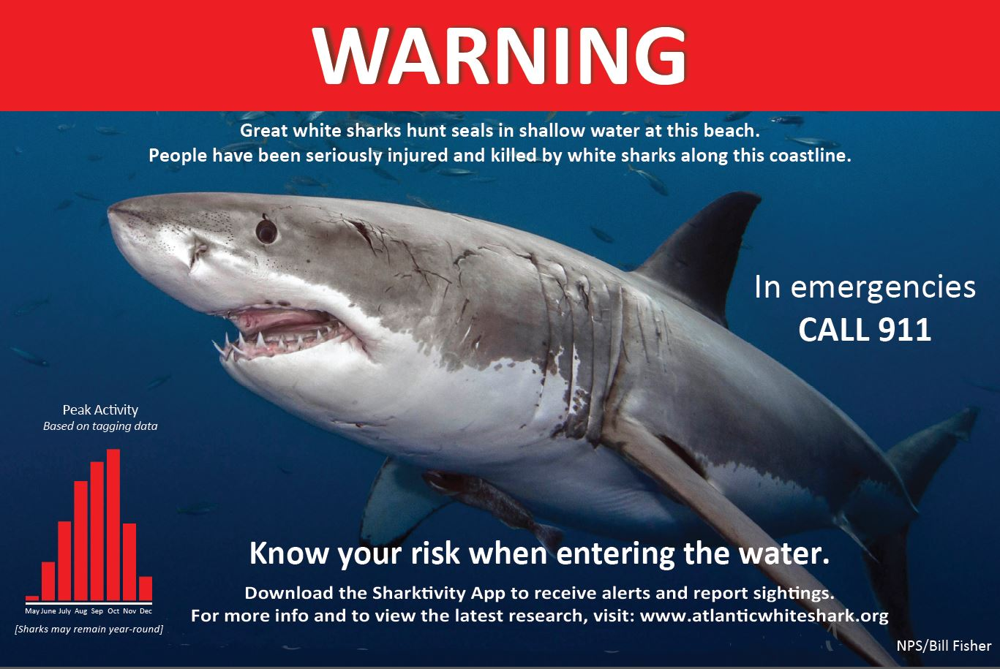 WARNING
Great white sharks hunt seals in shallow water at this beach.
People have been seriously injured and killed by white sharks along this coastline.
In emergencies
CALL 911
Peak Activity
Based on tagging data
May June July Aug Sep Oct Nov Dec
[Sharks may remain year-round]
Know your risk when entering the water.
Download the Sharktivity App to receive alerts and report sightings.
For more info and to view the latest research, visit: www.atlanticwhiteshark.org
NPS/Bill Fisher